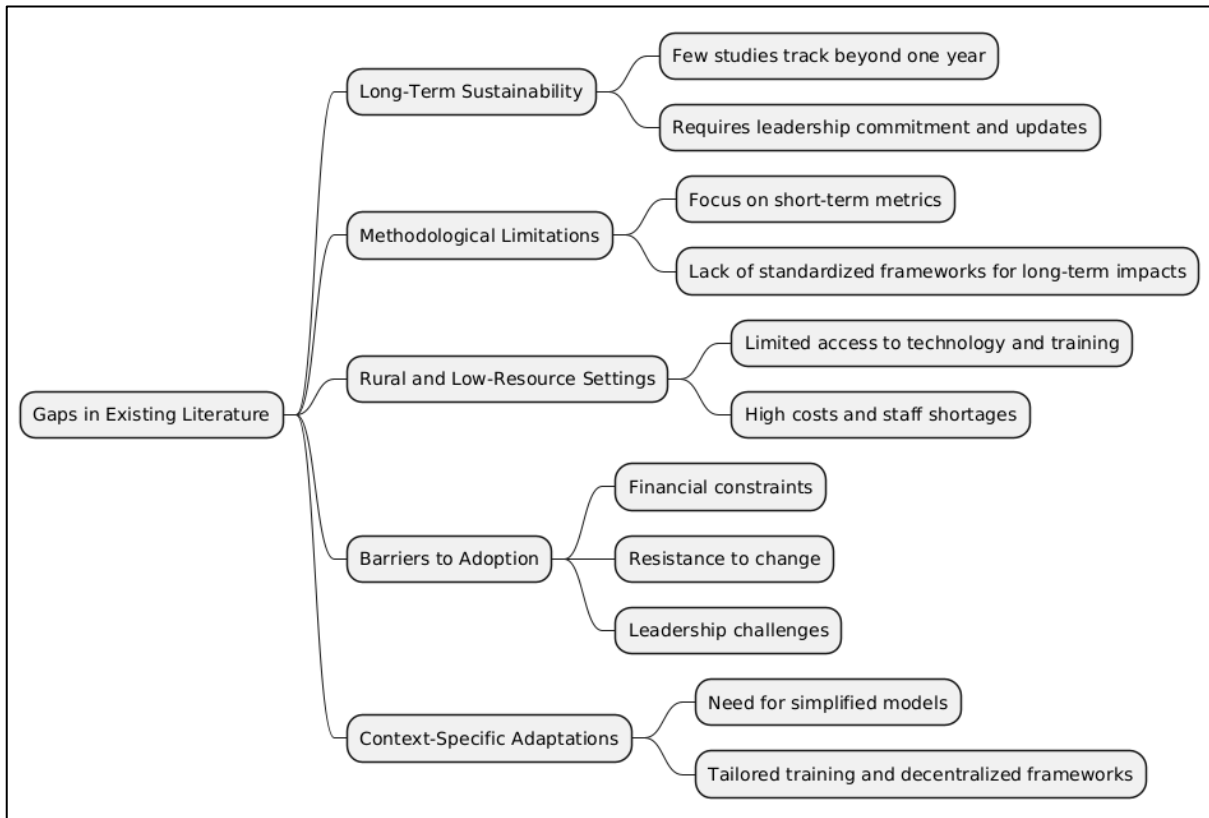 Gaps in Existing Literature
Long-Term Sustainability
Few studies track beyond one year
Requires leadership commitment and updates
Methodological Limitations
Focus on short-term metrics
Lack of standardized frameworks for long-term impacts
Rural and Low-Resource Settings
Limited access to technology and training
High costs and staff shortages
Barriers to Adoption
Financial constraints
Resistance to change
Leadership challenges
Context-Specific Adaptations
Need for simplified models
Tailored training and decentralized frameworks